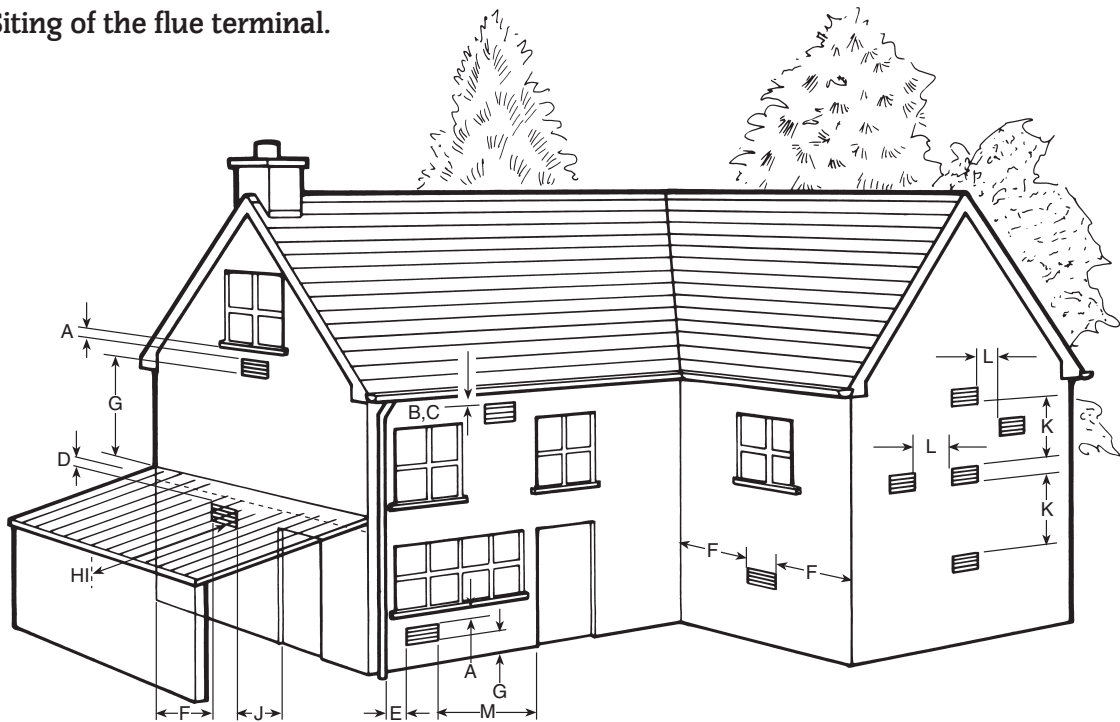 Siting of the flue terminal.
A
G
D
HI
F
J
B,C
E
A
G
M
F
F
L
K
L
K